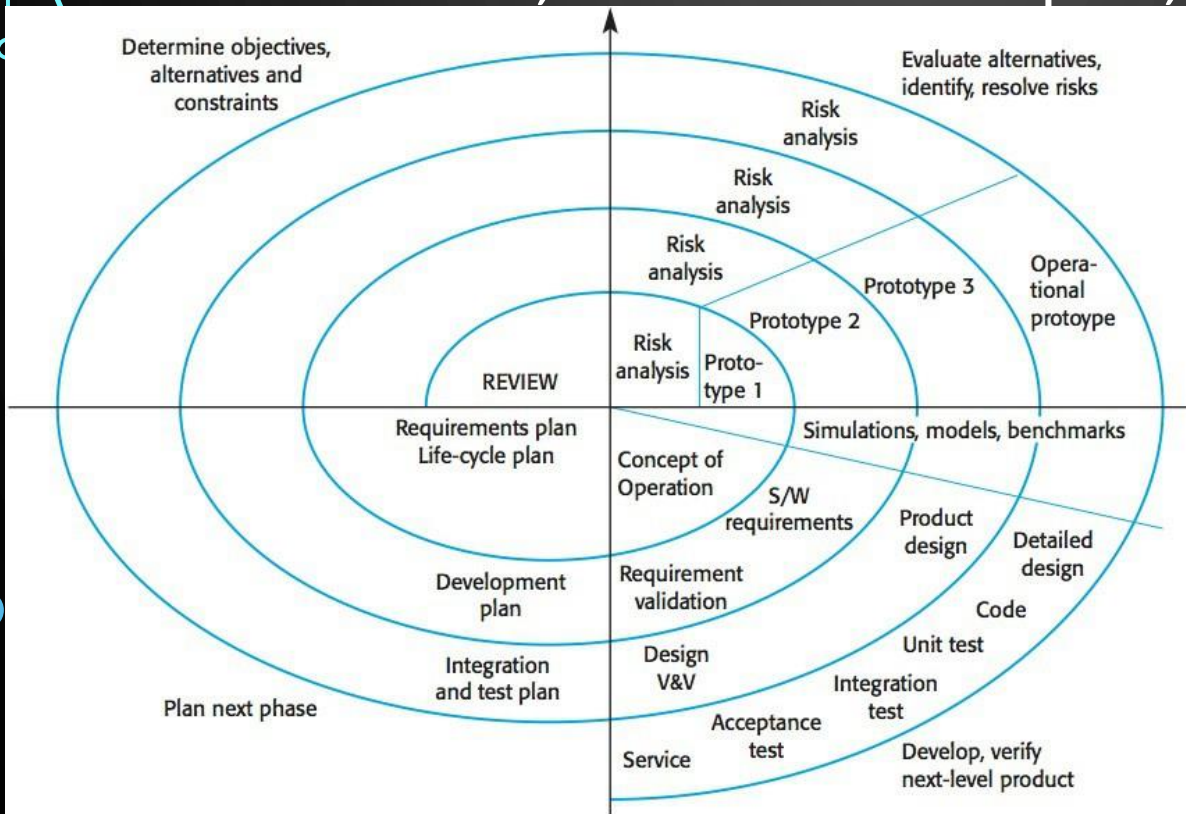 Determine objectives,
alternatives and
constraints
Evaluate alternatives,
identify, resolve risks
Risk
analysis
Risk
analysis
Risk
analysis
Risk
analysis
Proto-
type 1
Prototype 2
Prototype 3
Opera-
tional
protoype
REVIEW
Requirements plan
Life-cycle plan
Simulations, models, benchmarks
Concept of
Operation
S/W
requirements
Product
design
Detailed
design
Development
plan
Requirement
validation
Code
Unit test
Integration
and test plan
Design
V&V
Integration
test
Plan next phase
Acceptance
test
Service
Develop, verify
next-level product